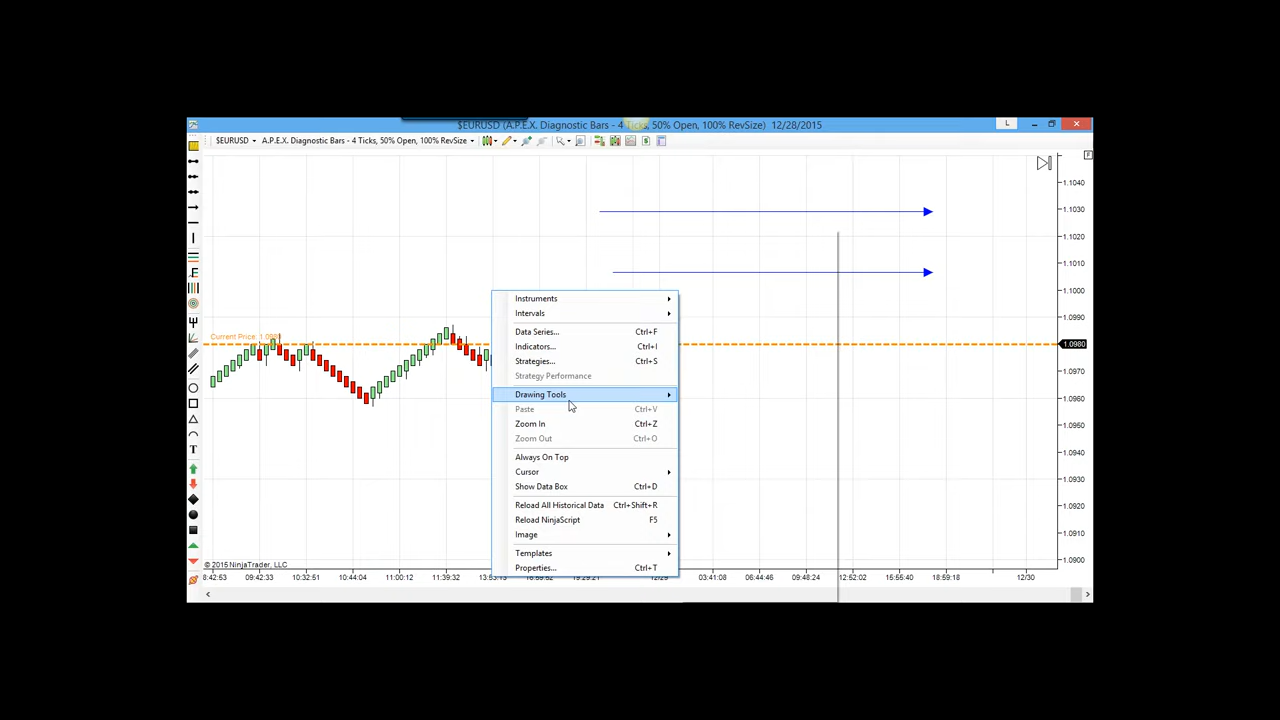 $EURUSD (A.P.E.X. Diagnostic Bars - 4 Ticks, 50% Open, 100% RevSize) 12/28/2015
L
$EURUSD A.P.E.X. Diagnostic Bars - 4 Ticks, 50% Open, 100% RevSize
F
1.1040
1.1030
1.1020
1.1010
1.1000
1.0990
1.0980
1.0970
1.0960
1.0950
1.0940
1.0930
1.0920
1.0910
1.0900
Current Price: 1.0980
Instruments
Intervals
Data Series... Ctrl+F
Indicators... Ctrl+I
Strategies... Ctrl+S
Strategy Performance
Drawing Tools
Paste Ctrl+V
Zoom In Ctrl+Z
Zoom Out Ctrl+O
Always On Top
Cursor
Show Data Box Ctrl+D
Reload All Historical Data Ctrl+Shift+R
Reload NinjaScript F5
Image
Templates
Properties... Ctrl+T
F
T
© 2015 NinjaTrader, LLC
8:42:53 09:42:33 10:32:51 10:44:04 11:00:12 11:39:32 12/29 03:41:08 06:44:46 09:48:24 12:52:02 15:55:40 18:59:18 12/30